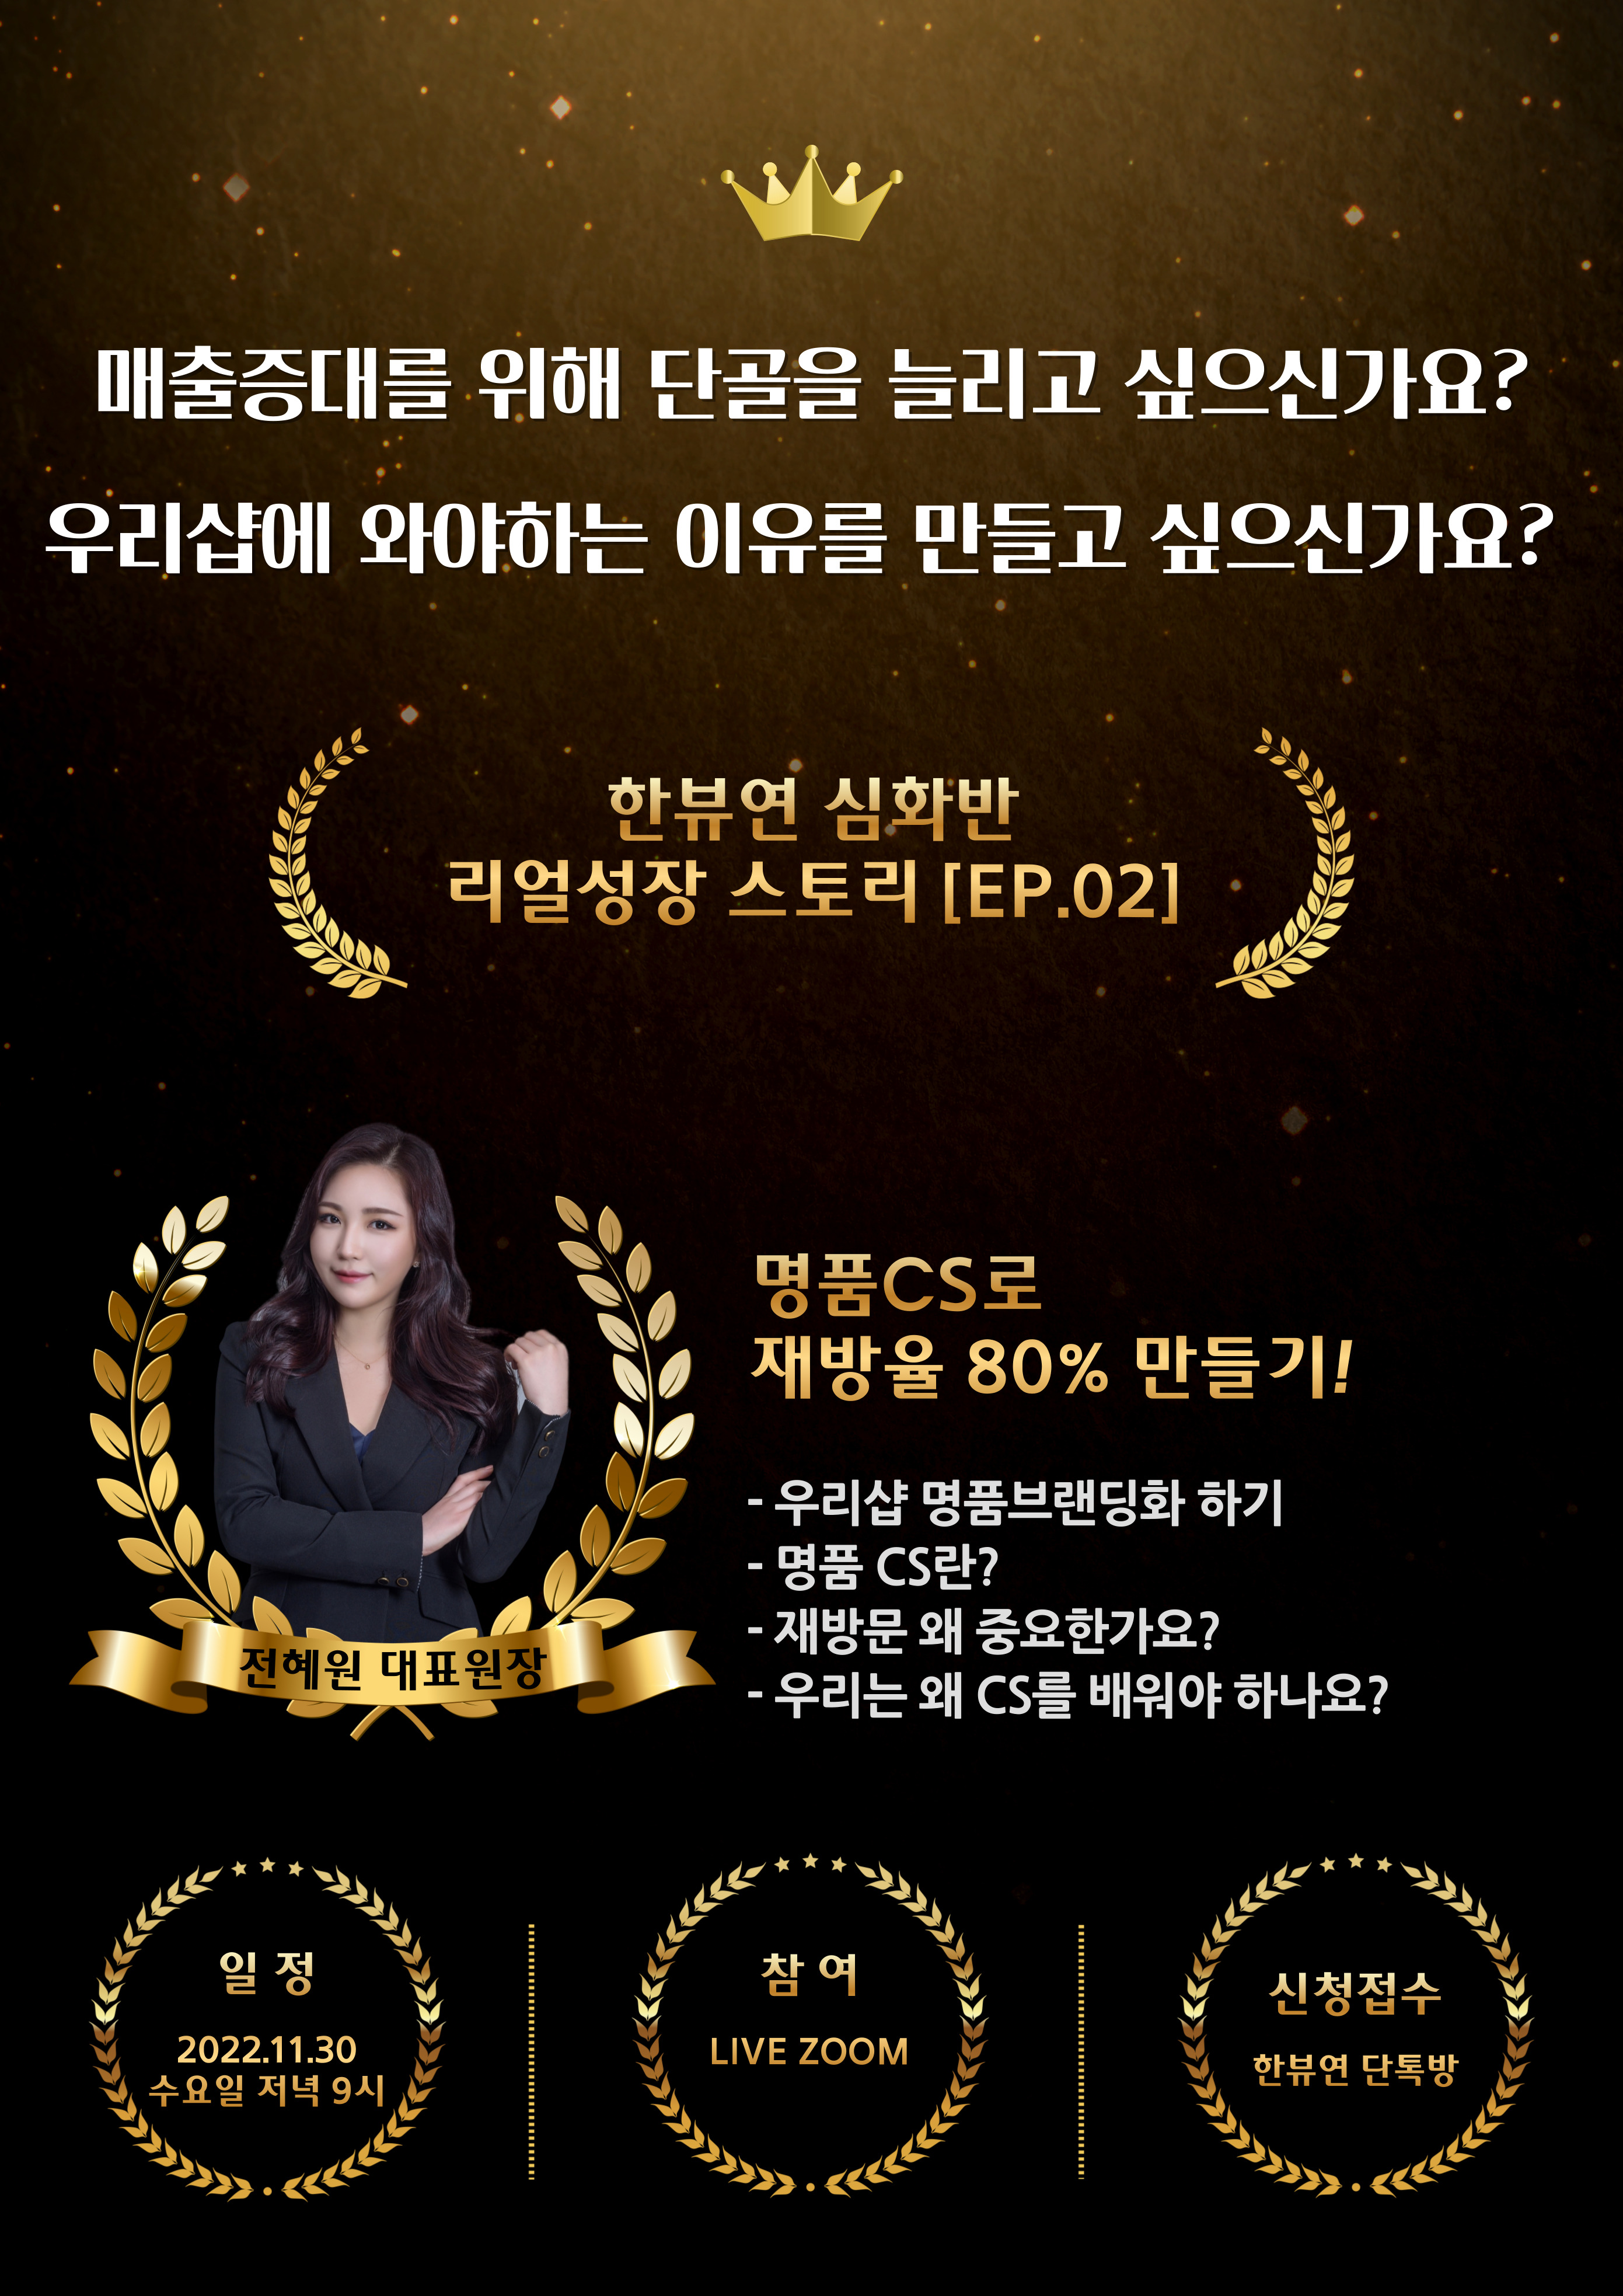 매출증대를 위해 단골을 늘리고 싶으신가요?
우리샵에 와야하는 이유를 만들고 싶으신가요?
한뷰연 심화반
리얼성장 스토리 [EP.02]
명품CS로
재방율 80% 만들기!
- 우리샵 명품브랜딩화 하기
- 명품 CS란?
- 재방문 왜 중요한가요?
- 우리는 왜 CS를 배워야 하나요?
전혜원 대표원장
일 정
2022.11.30
수요일 저녁 9시
참 여
LIVE ZOOM
신청접수
한뷰연 단톡방